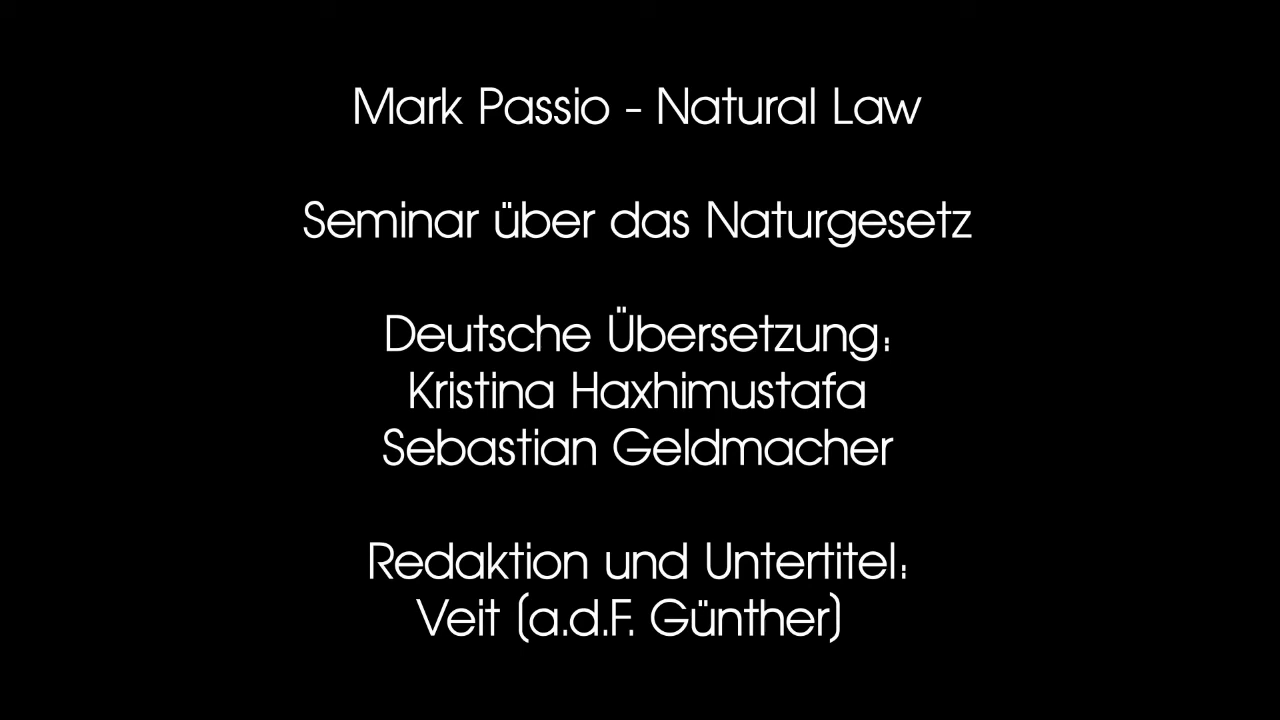 Mark Passio - Natural Law
Seminar über das Naturgesetz
Deutsche Übersetzung:
Kristina Haxhimustafa
Sebastian Geldmacher
Redaktion und Untertitel:
Veit (a.d.F. Günther)